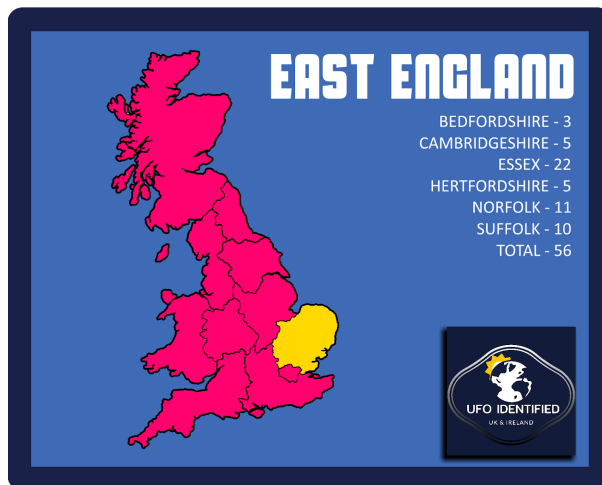 EAST ENGLAND
BEDFORDSHIRE - 3
CAMBRIDGESHIRE - 5
ESSEX - 22
HERTFORDSHIRE - 5
NORFOLK - 11
SUFFOLK - 10
TOTAL - 56
UFO IDENTIFIED
UK & IRELAND